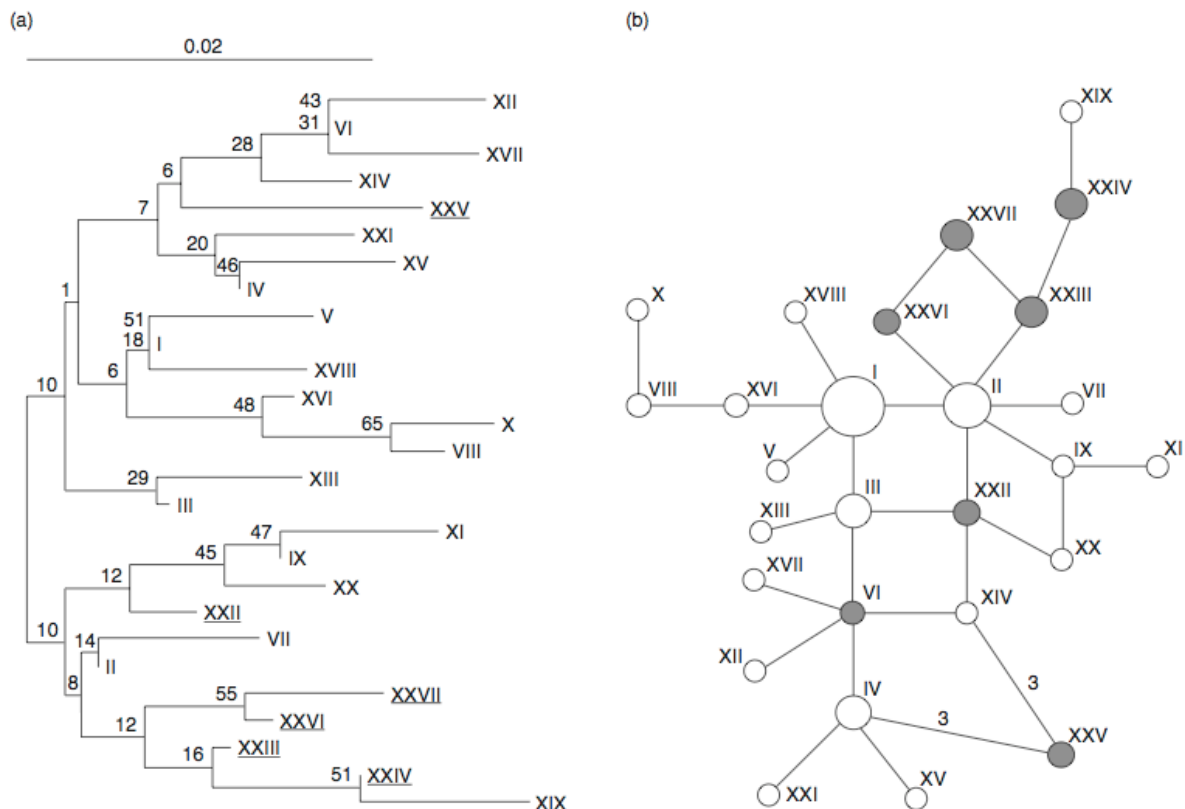 (a)
0.02
43
XII
31
VI
28
XVII
6
XIV
7
XXV
20
XXI
46
XV
IV
1
51
V
18
I
6
XVIII
10
48
XVI
65
X
VIII
29
XIII
III
47
XI
45
IX
12
XX
XXII
10
14
VII
II
8
55
XXVII
12
XXVI
16
XXIII
51
XXIV
XIX
(b)
XIX
XXIV
XXVII
X
XVIII
XXVI
XXIII
I
II
VIII
XVI
VII
V
IX
XI
III
XXII
XIII
XX
XVII
VI
XIV
XII
IV
3
3
XXV
XXI
XV